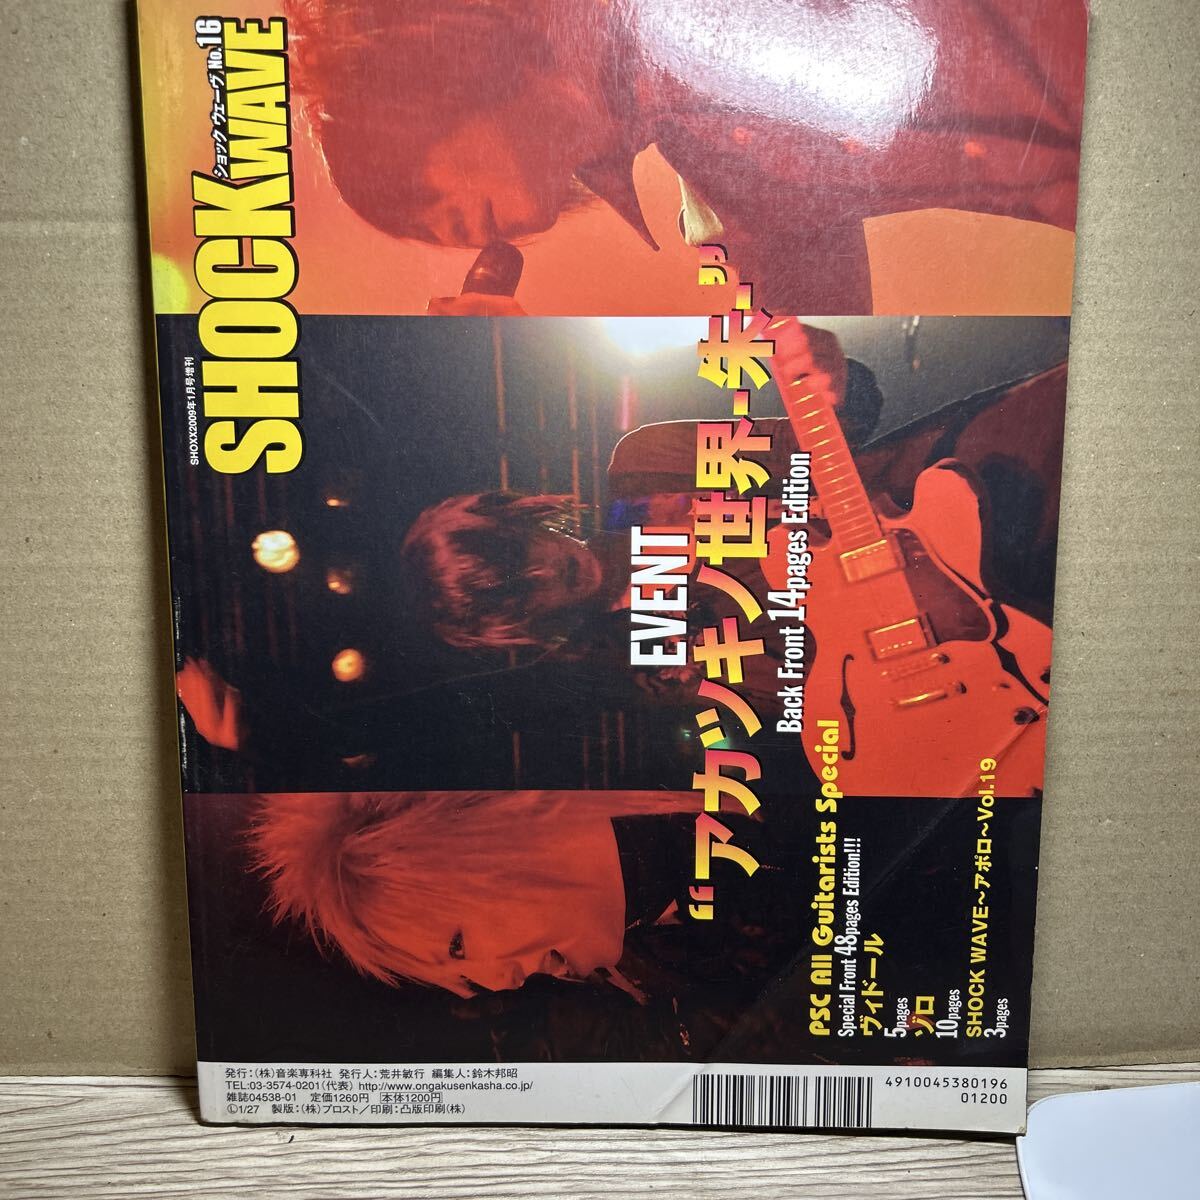 SHOCK WAVE
ショック ウェーヴ No.16
SHOXX2009年1月号増刊
EVENT
“アカツキノ世界-朱-”
Back Front 14pages Edition
PSC All Guitarists Special
Special Front 48pages Edition!!!
ヴィドール
5pages
ゾロ
10pages
SHOCK WAVE〜アポロ〜Vol.19
3pages
発行：(株)音楽専科社 発行人：荒井敏行 編集人：鈴木邦昭
TEL:03-3574-0201(代表) http://www.ongakusenkasha.co.jp/
雑誌04538-01 定価1260円 本体1200円
Ⓛ1/27 製版：(株)プロスト／印刷：凸版印刷(株)
4910045380196
01200